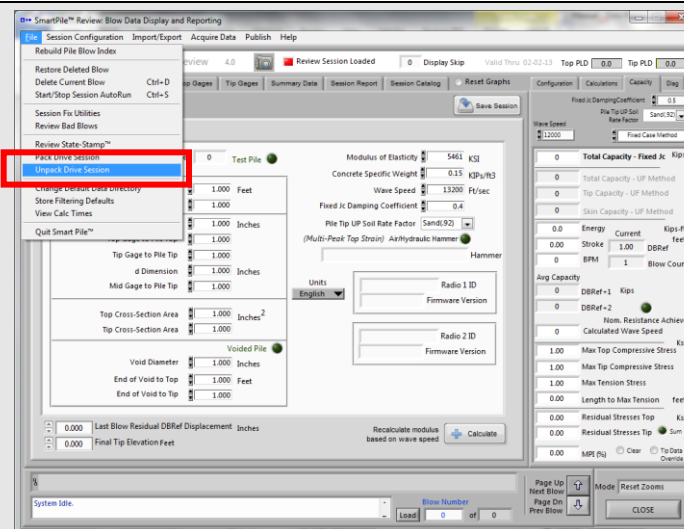 SmartPile™ Review: Blow Data Display and Reporting
File Session Configuration Import/Export Acquire Data Publish Help
Rebuild Pile Blow Index
Restore Deleted Blow
Delete Current Blow Ctrl+D
Start/Stop Session AutoRun Ctrl+S
Session Fix Utilities
Review Bad Blows
Review State-Stamp™
Pack Drive Session
Unpack Drive Session
Change Default Data Directory
Store Filtering Defaults
View Calc Times
Quit Smart Pile™
4.0 Review Session Loaded 0 Display Skip Valid Thru 02-02-13 Top PLD 0.0 Tip PLD 0.0
Tip Gages Summary Data Session Report Session Catalog Reset Graphs
Save Session
0 Test Pile
1.000 Feet
1.000
1.000 Inches
Top Gage to Pile Top 1.000
Tip Gage to Pile Tip 1.000
d Dimension 1.000 Inches
Mid Gage to Pile Tip 1.000
Top Cross-Section Area 1.000 Inches2
Tip Cross-Section Area 1.000
Voided Pile
Void Diameter 1.000 Inches
End of Void to Top 1.000 Feet
End of Void to Tip 1.000
0.000 Last Blow Residual DBRef Displacement Inches
0.000 Final Tip Elevation Feet
Modulus of Elasticity 5461 KSI
Concrete Specific Weight 0.15 KIPs/ft3
Wave Speed 13200 Ft/sec
Fixed Jc Damping Coefficient 0.4
Pile Tip UP Soil Rate Factor Sand(.92)
(Multi-Peak Top Strain) Air/Hydraulic Hammer
Hammer
Units
English
Radio 1 ID
Firmware Version
Radio 2 ID
Firmware Version
Recalculate modulus
based on wave speed Calculate
Configuration Calculations Capacity Diag
Fixed Jc DampingCoefficient 0.5
Pile Tip UP Soil
Rate Factor Sand(.92)
Wave Speed
12000 Fixed Case Method
0 Total Capacity - Fixed Jc Kips
0 Total Capacity - UF Method
0 Tip Capacity - UF Method
0 Skin Capacity - UF Method
0.0 Energy Current Kips-f
0.00 Stroke 1.00 DBRef feet
0 BPM 1 Blow Coun
Avg Capacity
0 DBRef+1 Kips
0 DBRef+2
Nom. Resistance Achiev
0 Calculated Wave Speed
Ks
1.00 Max Top Compressive Stress
1.00 Max Tip Compressive Stress
1.00 Max Tension Stress
0.00 Length to Max Tension feet
0.00 Residual Stresses Top Ks
0.00 Residual Stresses Tip Sum
0.00 MPI (%) Clear Tip Data
Override
System Idle.
Blow Number
Load 0 of 0
Page Up
Next Blow
Page Dn
Prev Blow
Mode Reset Zooms
CLOSE